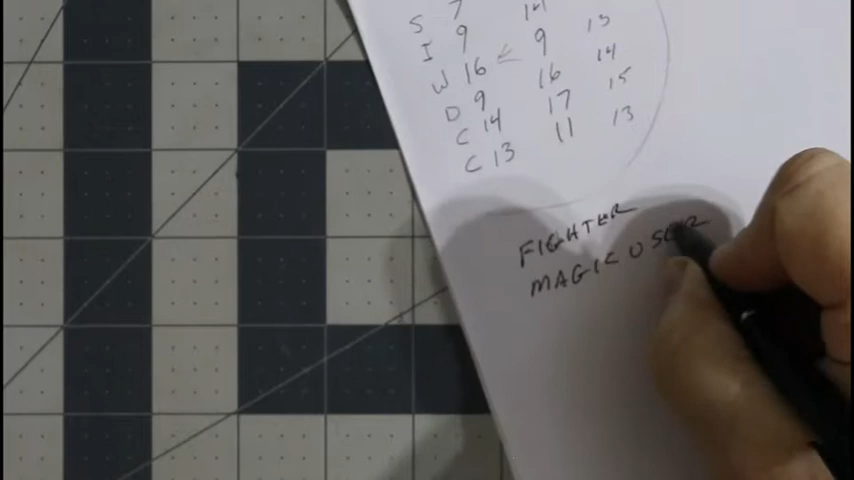 S 7 14
I 9 9 13
W 16 16 14
D 9 17 15
C 14 11 13
C 13
FIGHTER
MAGIC USER